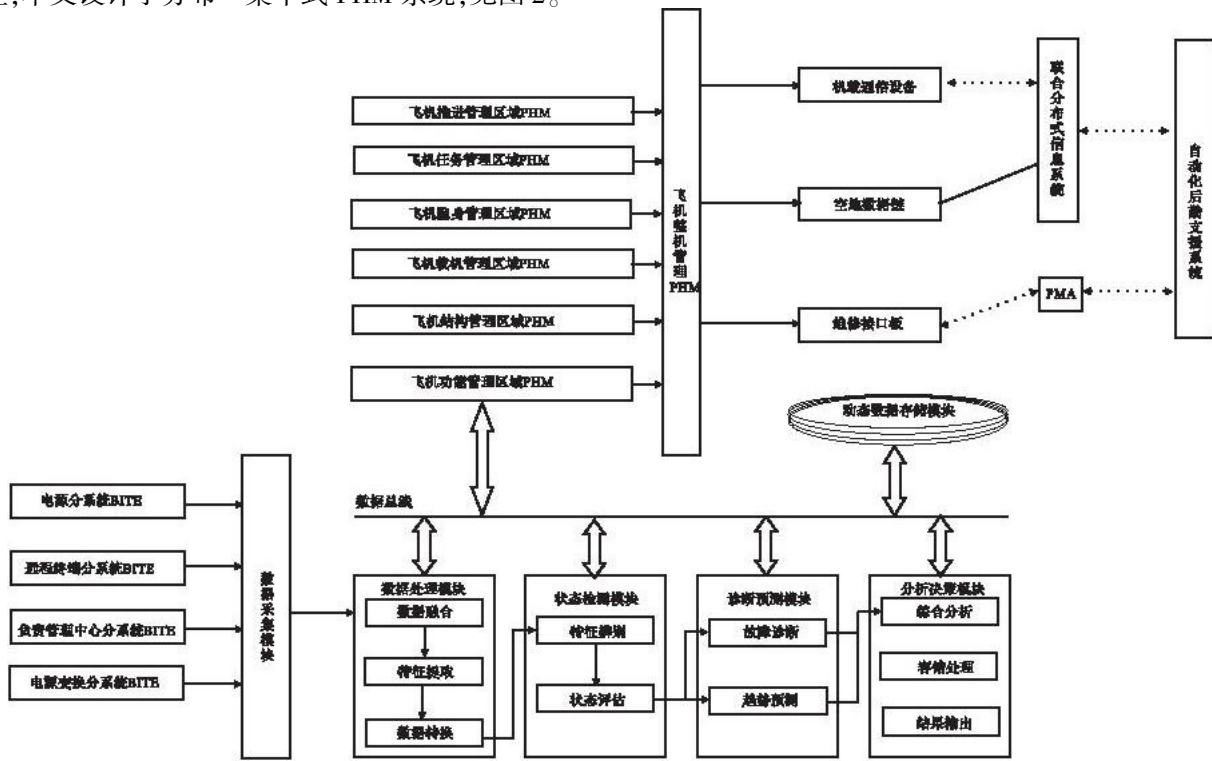 本文设计了分布—集中式 PHM 系统,见图 2。
飞机推进管理区域PHM
飞机任务管理区域PHM
飞机随身管理区域PHM
飞机载机管理区域PHM
飞机结构管理区域PHM
飞机功能管理区域PHM
飞机整机管理PHM
机载通信设备
空地数据链
维修接口板
联合分布式信息系统
PMA
自动化后勤支援系统
动态数据存储模块
数据总线
电源分系统BITE
远程终端分系统BITE
负责管理中心分系统BITE
电源变换分系统BITE
数据采集模块
数据处理模块
数据融合
特征提取
数据转换
状态检测模块
特征辨别
状态评估
诊断预测模块
故障诊断
趋势预测
分析决策模块
综合分析
容错处理
结果输出